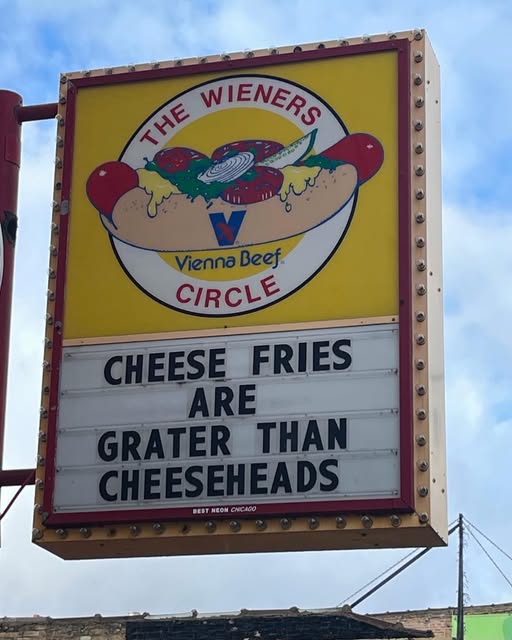 THE WIENERS
V
Vienna Beef
CIRCLE
CHEESE FRIES
ARE
GRATER THAN
CHEESEHEADS
BEST NEON CHICAGO